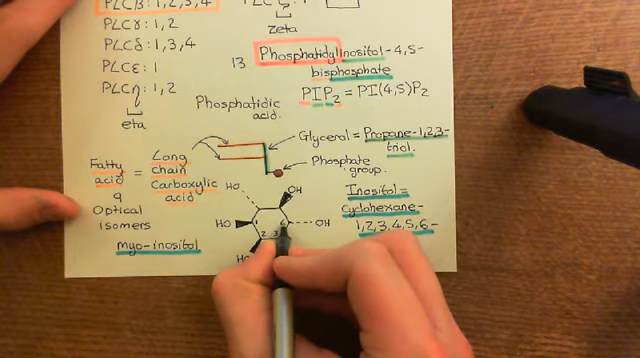 PLCβ: 1,2,3,4
PLCγ: 1,2
PLCδ: 1,3,4
PLCε: 1
PLCη: 1,2
eta
zeta
13
Phosphatidylinositol-4,5-
bisphosphate
PIP2 = PI(4,5)P2
Phosphatidic
acid.
Glycerol = Propane-1,2,3-
triol.
Phosphate
group.
Fatty
acid
=
Long
chain
Carboxylic
acid
9
Optical
isomers
myo-inositol
HO
OH
HO
OH
HO
1
2
3
Inositol =
cyclohexane-
1,2,3,4,5,6-